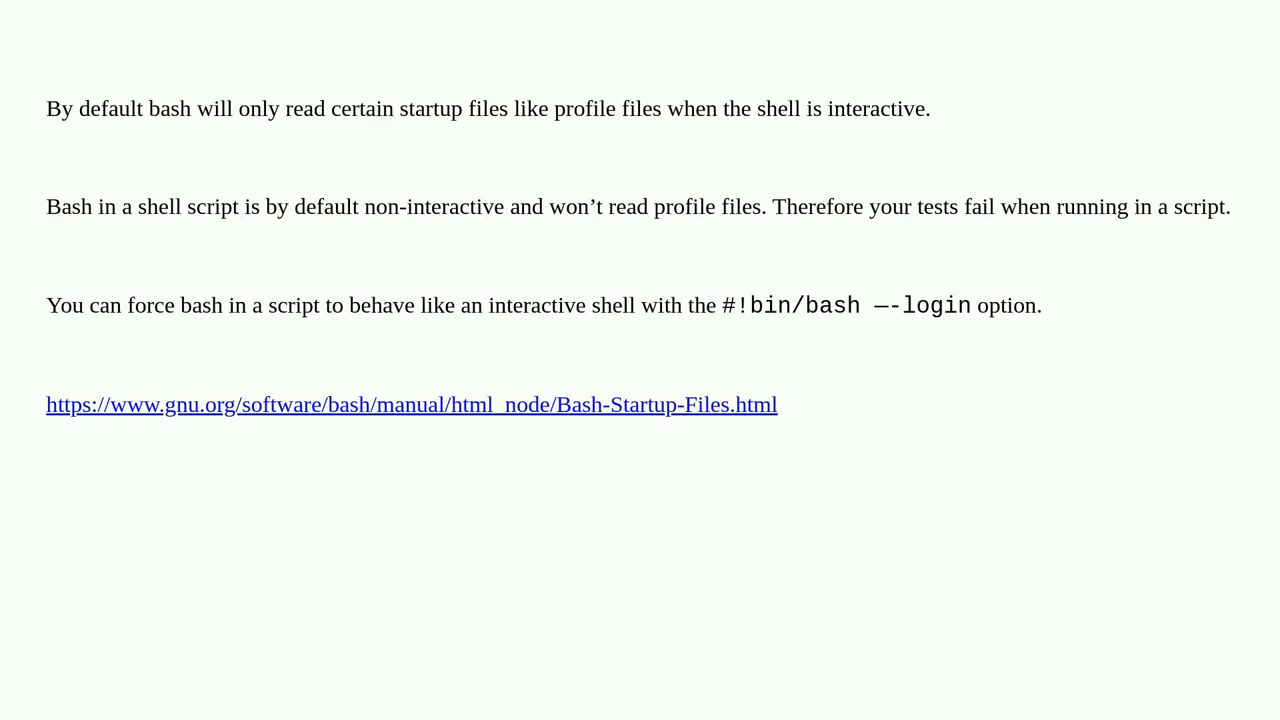 By default bash will only read certain startup files like profile files when the shell is interactive.
Bash in a shell script is by default non-interactive and won’t read profile files. Therefore your tests fail when running in a script.
You can force bash in a script to behave like an interactive shell with the #!bin/bash —-login option.
https://www.gnu.org/software/bash/manual/html_node/Bash-Startup-Files.html